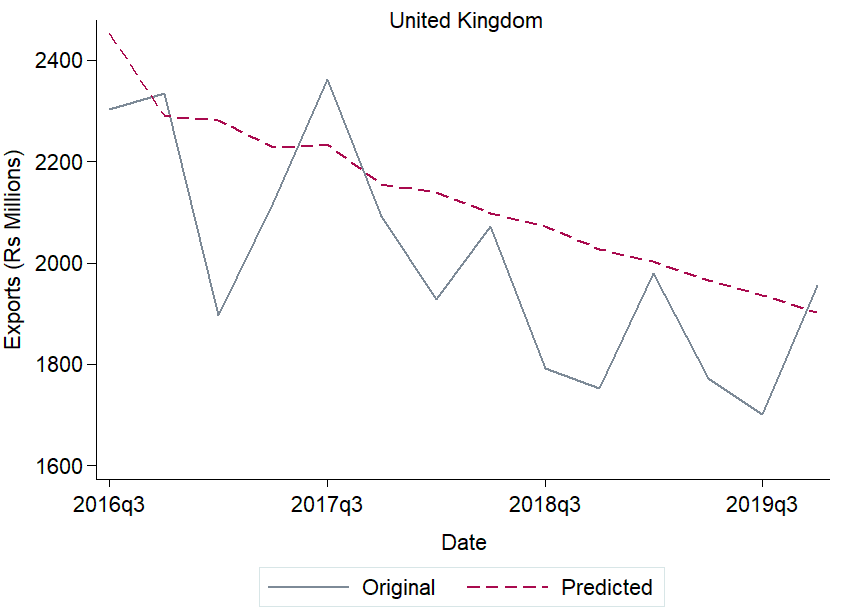 United Kingdom
Exports (Rs Millions)
2400
2200
2000
1800
1600
2016q3 2017q3 2018q3 2019q3
Date
Original Predicted